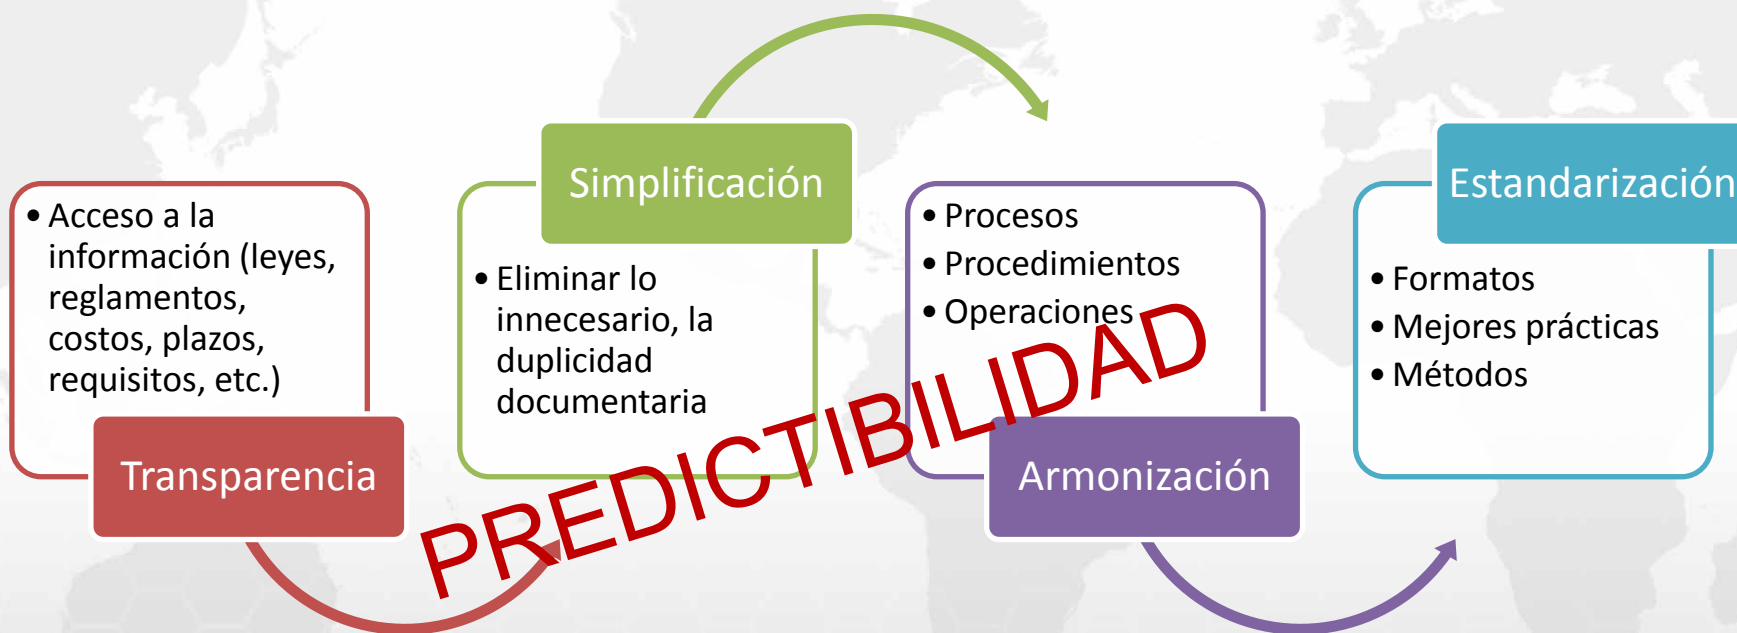 • Acceso a la
información (leyes,
reglamentos,
costos, plazos,
requisitos, etc.)
Transparencia
Simplificación
• Eliminar lo
innecesario, la
duplicidad
documentaria
• Procesos
• Procedimientos
• Operaciones
Armonización
Estandarización
• Formatos
• Mejores prácticas
• Métodos
PREDICTIBILIDAD